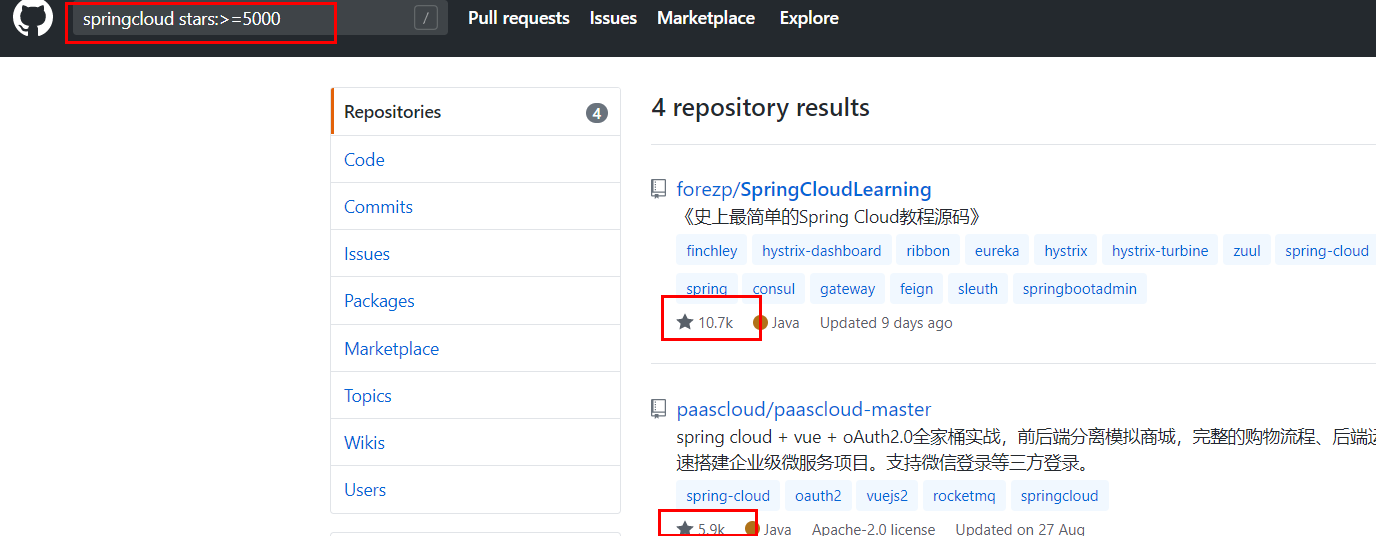 springcloud stars:>=5000 / Pull requests Issues Marketplace Explore
Repositories 4
Code
Commits
Issues
Packages
Marketplace
Topics
Wikis
Users
4 repository results
forezp/SpringCloudLearning
《史上最简单的Spring Cloud教程源码》
finchley hystrix-dashboard ribbon eureka hystrix hystrix-turbine zuul spring-cloud
spring consul gateway feign sleuth springbootadmin
10.7k Java Updated 9 days ago
paascloud/paascloud-master
spring cloud + vue + oAuth2.0全家桶实战，前后端分离模拟商城，完整的购物流程、后端运
速搭建企业级微服务项目。支持微信登录等三方登录。
spring-cloud oauth2 vuejs2 rocketmq springcloud
5.9k Java Apache-2.0 license Updated on 27 Aug